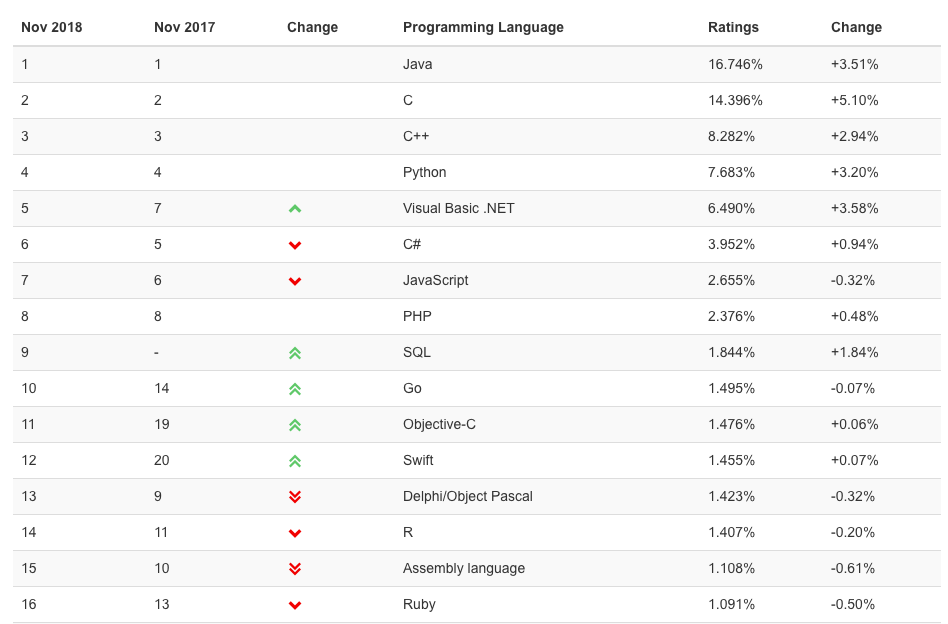 Nov 2018 Nov 2017 Change Programming Language Ratings Change
1 1 Java 16.746% +3.51%
2 2 C 14.396% +5.10%
3 3 C++ 8.282% +2.94%
4 4 Python 7.683% +3.20%
5 7 Visual Basic .NET 6.490% +3.58%
6 5 C# 3.952% +0.94%
7 6 JavaScript 2.655% -0.32%
8 8 PHP 2.376% +0.48%
9 - SQL 1.844% +1.84%
10 14 Go 1.495% -0.07%
11 19 Objective-C 1.476% +0.06%
12 20 Swift 1.455% +0.07%
13 9 Delphi/Object Pascal 1.423% -0.32%
14 11 R 1.407% -0.20%
15 10 Assembly language 1.108% -0.61%
16 13 Ruby 1.091% -0.50%